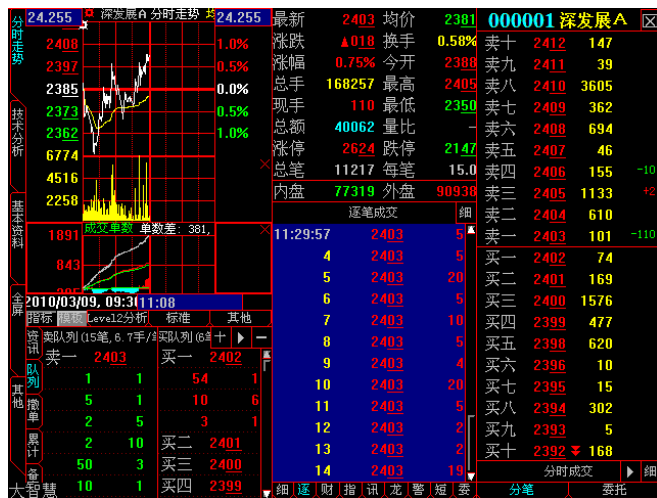 分时走势
技术分析
基本资料
全屏
其他
大智慧
24.255 深发展A 分时走势 24.255
2408 1.0%
2397 0.5%
2385 0.0%
2373 0.5%
2362 1.0%
6774
4516
2258
1891 成交单数 单数差: 381,
843
2010/03/09, 09:3(11:08
指标 模板 Level2分析 标准 其他
资讯
队列
撤单
累计
备
卖队列(15笔, 6.7手/ 买队列(6
卖一 2403 买一 2402
1 1 54 1
5 1 10 6
2 5 3 1
2 10 买二 2401
50 3 买三 2400
10 1 买四 2399
最新 2403 均价 2381
涨跌 ▲018 换手 0.58%
涨幅 0.75% 今开 2388
总手 168257 最高 2405
现手 110 最低 2350
总额 40062 量比 -
涨停 2624 跌停 2147
总笔 11217 每笔 15.0
内盘 77319 外盘 90938
逐笔成交 细
11:29:57 2403 5
4 2403 5
5 2403 20
6 2403 5
7 2403 10
8 2403 5
9 2403 4
10 2403 20
11 2403 5
12 2403 2
13 2403 2
14 2403 19
细 逐 财 指 讯 龙 警 短 委
000001 深发展A
卖十 2412 147
卖九 2411 39
卖八 2410 3605
卖七 2409 362
卖六 2408 694
卖五 2407 46
卖四 2406 155 -10
卖三 2405 1133 +2
卖二 2404 610
卖一 2403 101 -110
买一 2402 74
买二 2401 169
买三 2400 1576
买四 2399 477
买五 2398 620
买六 2396 10
买七 2395 15
买八 2394 302
买九 2393 5
买十 2392 168
分时成交 细
分笔 委托